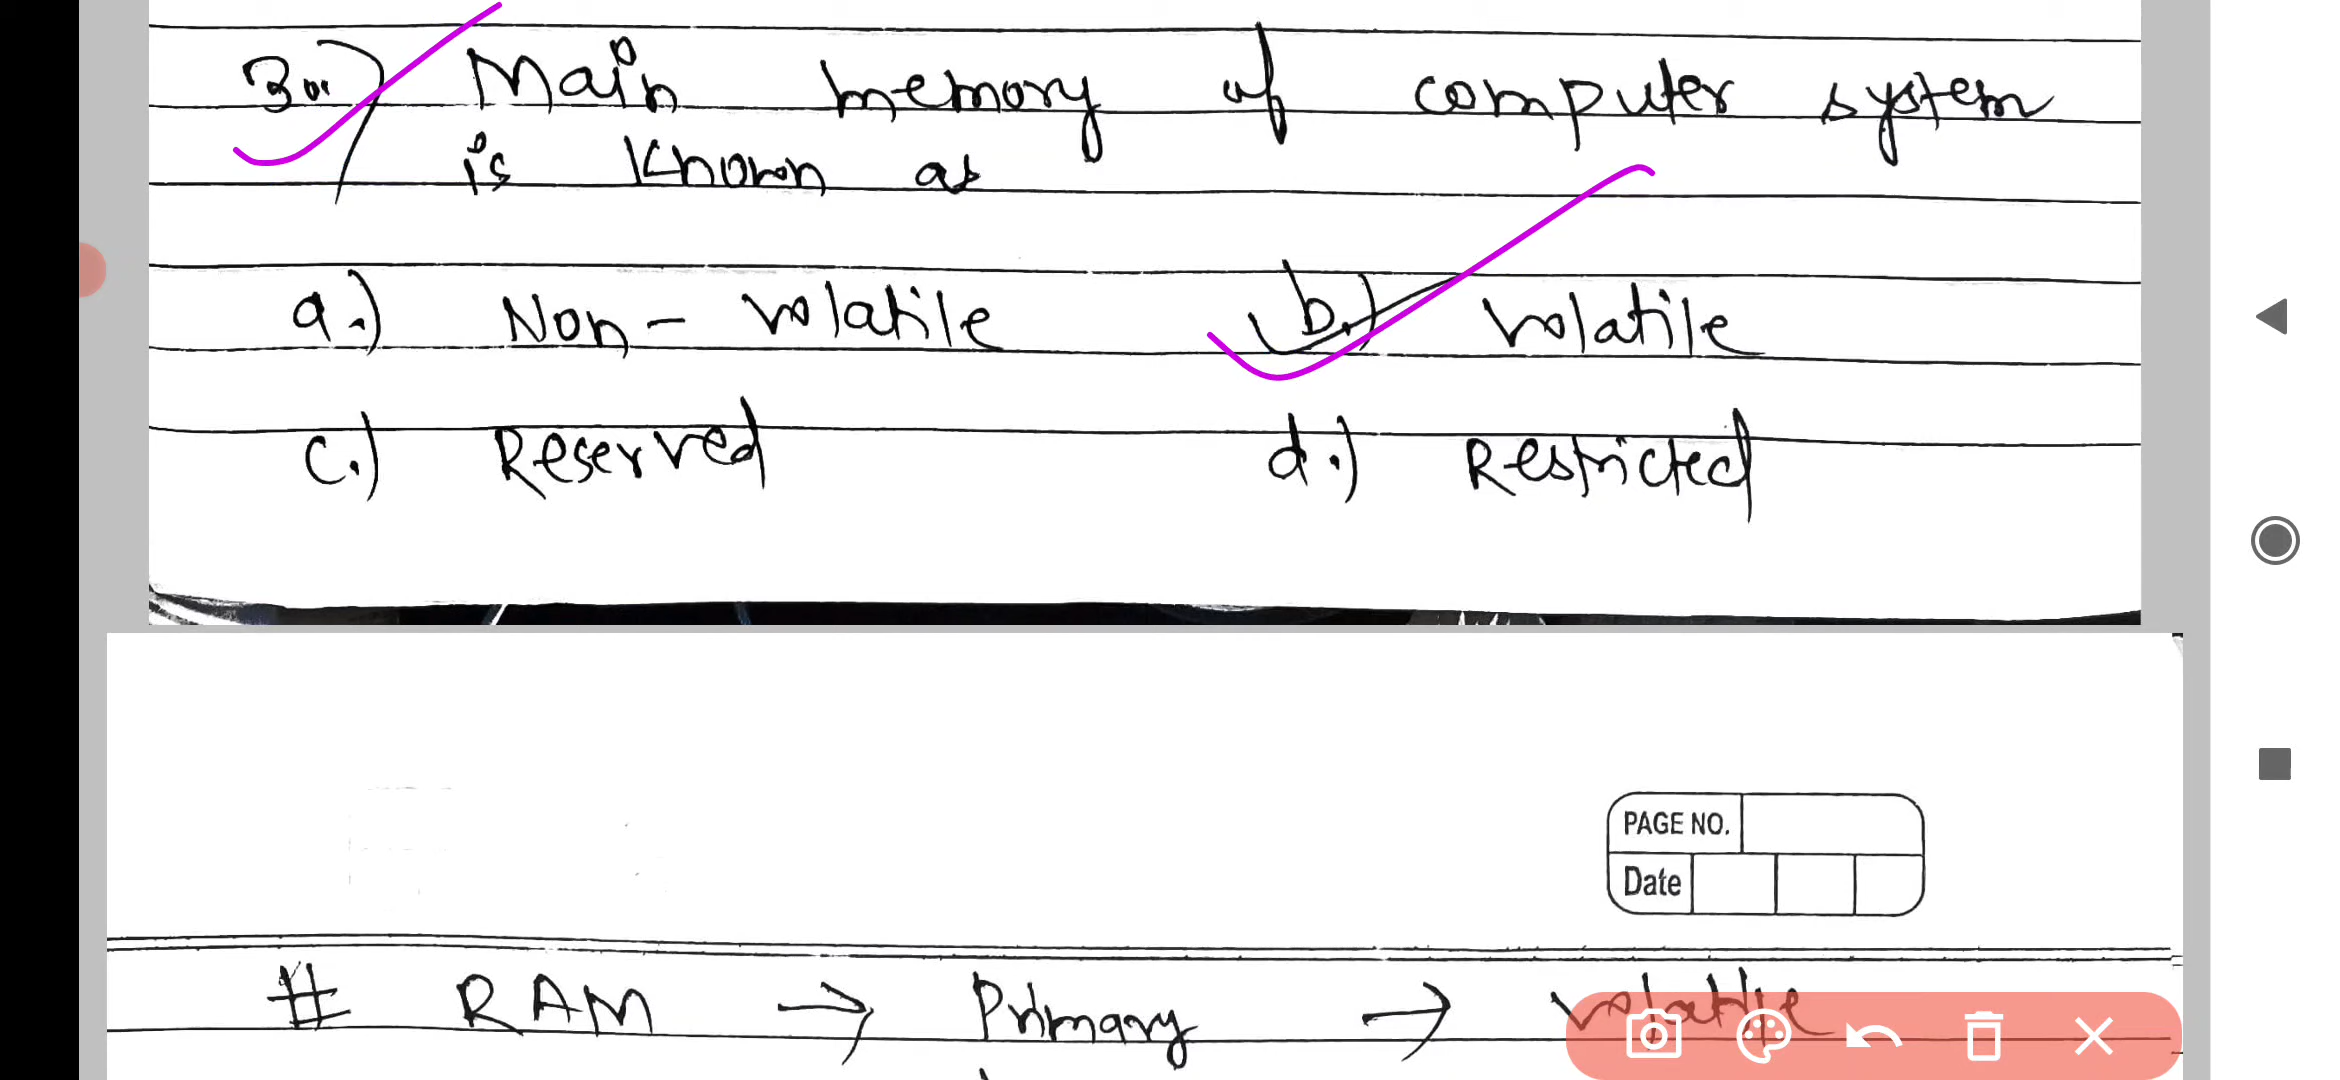 3.) Main memory of computer system
is known as
a.) Non-volatile b.) volatile
c.) Reserved d.) Restricted
PAGE NO.
Date
# RAM → Primary → volatile